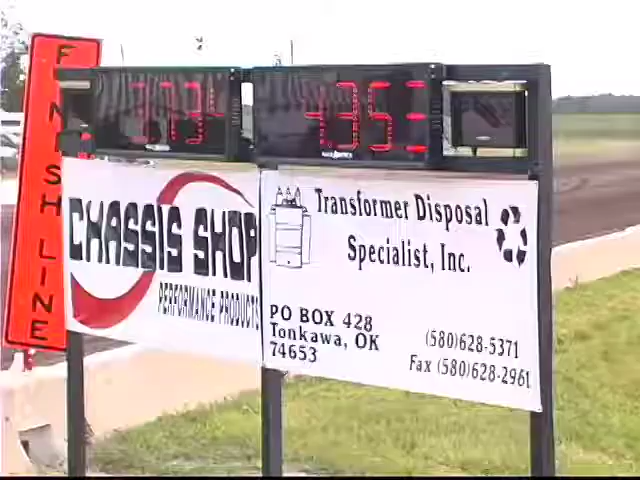 FINISH LINE
CHASSIS SHOP
PERFORMANCE PRODUCTS
Transformer Disposal
Specialist, Inc.
PO BOX 428
Tonkawa, OK
74653
(580)628-5371
Fax (580)628-2961